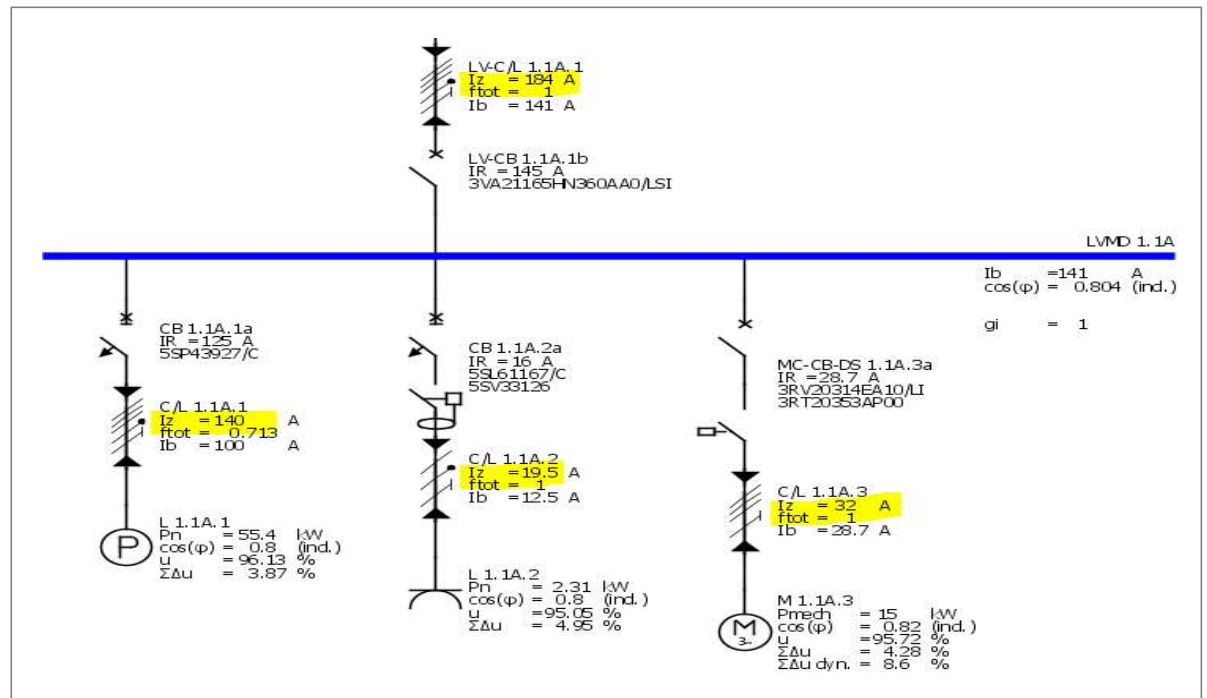 LV-C/L 1.1A.1
Iz = 184 A
ftot = 1
Ib = 141 A
LV-CB 1.1A.1b
IR = 145 A
3VA21165HN360AA0/LSI
LVMD 1.1A
Ib =141 A
cos(φ) = 0.804 (ind.)
gi = 1
CB 1.1A.1a
IR = 125 A
5SP43927/C
C/L 1.1A.1
Iz = 140 A
ftot = 0.713
Ib = 100 A
L 1.1A.1
Pn = 55.4 kW
cos(φ) = 0.8 (ind.)
u = 96.13 %
ΣΔu = 3.87 %
P
CB 1.1A.2a
IR = 16 A
5SL61167/C
5SV33126
C/L 1.1A.2
Iz = 19.5 A
ftot = 1
Ib = 12.5 A
L 1.1A.2
Pn = 2.31 kW
cos(φ) = 0.8 (ind.)
u =95.05 %
ΣΔu = 4.95 %
MC-CB-DS 1.1A.3a
IR = 28.7 A
3RV20314EA10/LI
3RT20353AP00
C/L 1.1A.3
Iz = 32 A
ftot = 1
Ib = 28.7 A
M 1.1A.3
Pmech = 15 kW
cos(φ) = 0.82 (ind.)
u =95.72 %
ΣΔu = 4.28 %
ΣΔu dyn. = 8.6 %
M
3~